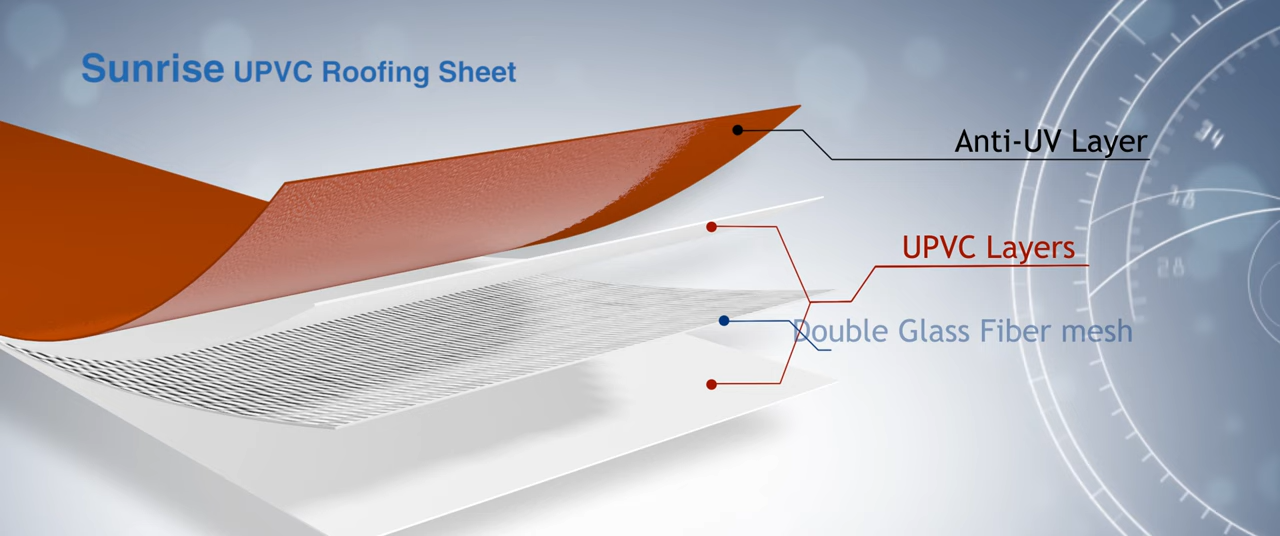 Sunrise UPVC Roofing Sheet
Anti-UV Layer
UPVC Layers
Double Glass Fiber mesh